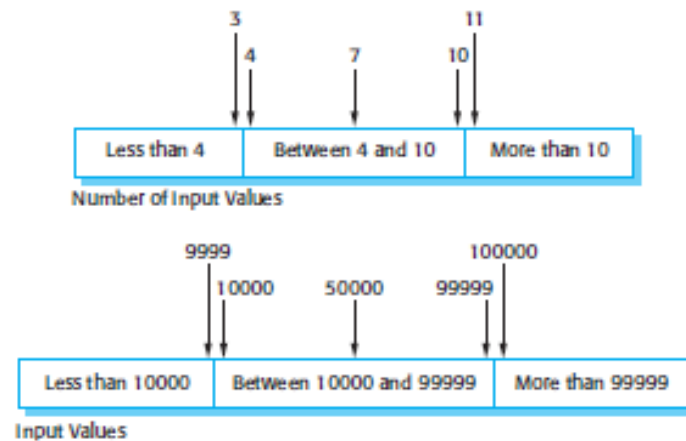 3 11
4 7 10
Less than 4 Between 4 and 10 More than 10
Number of Input Values
9999 100000
10000 50000 99999
Less than 10000 Between 10000 and 99999 More than 99999
Input Values